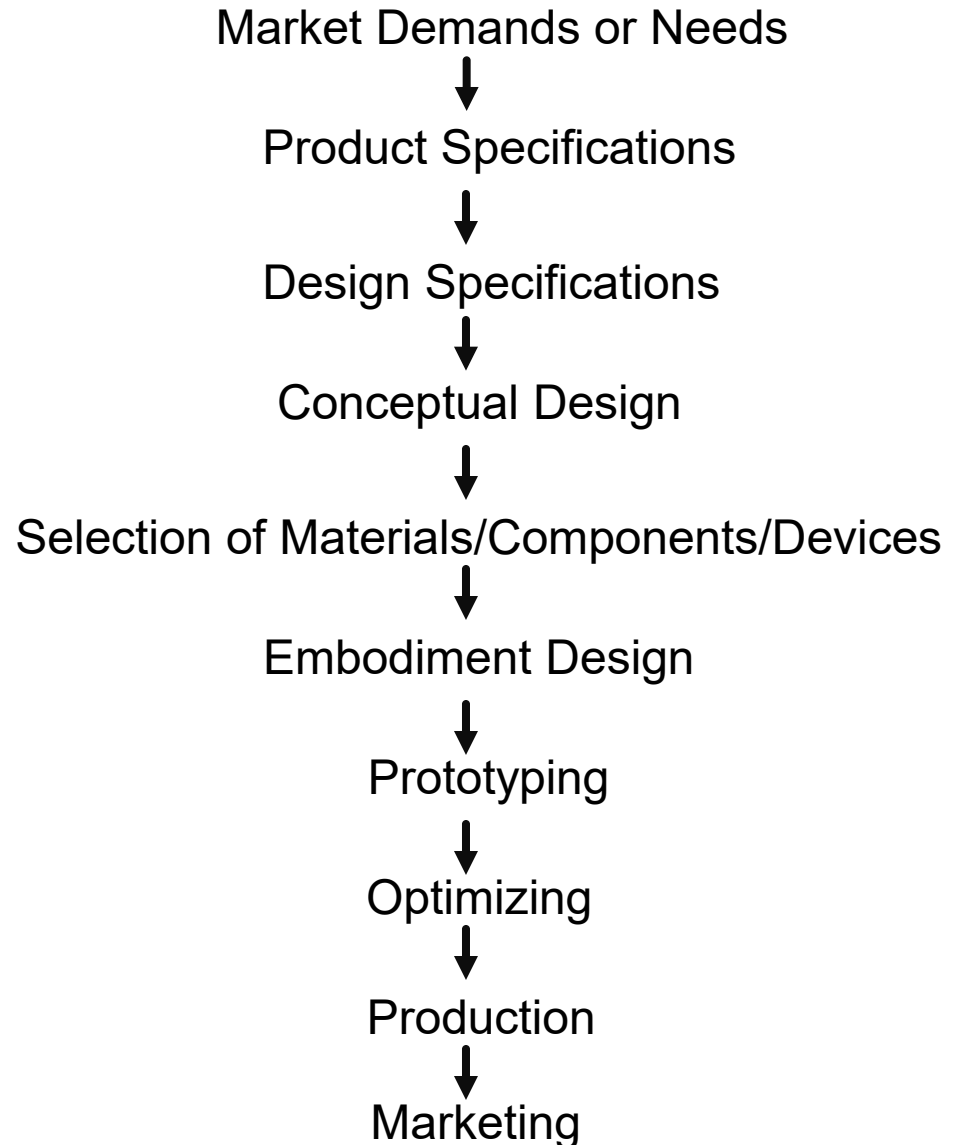 Market Demands or Needs
Product Specifications
Design Specifications
Conceptual Design
Selection of Materials/Components/Devices
Embodiment Design
Prototyping
Optimizing
Production
Marketing